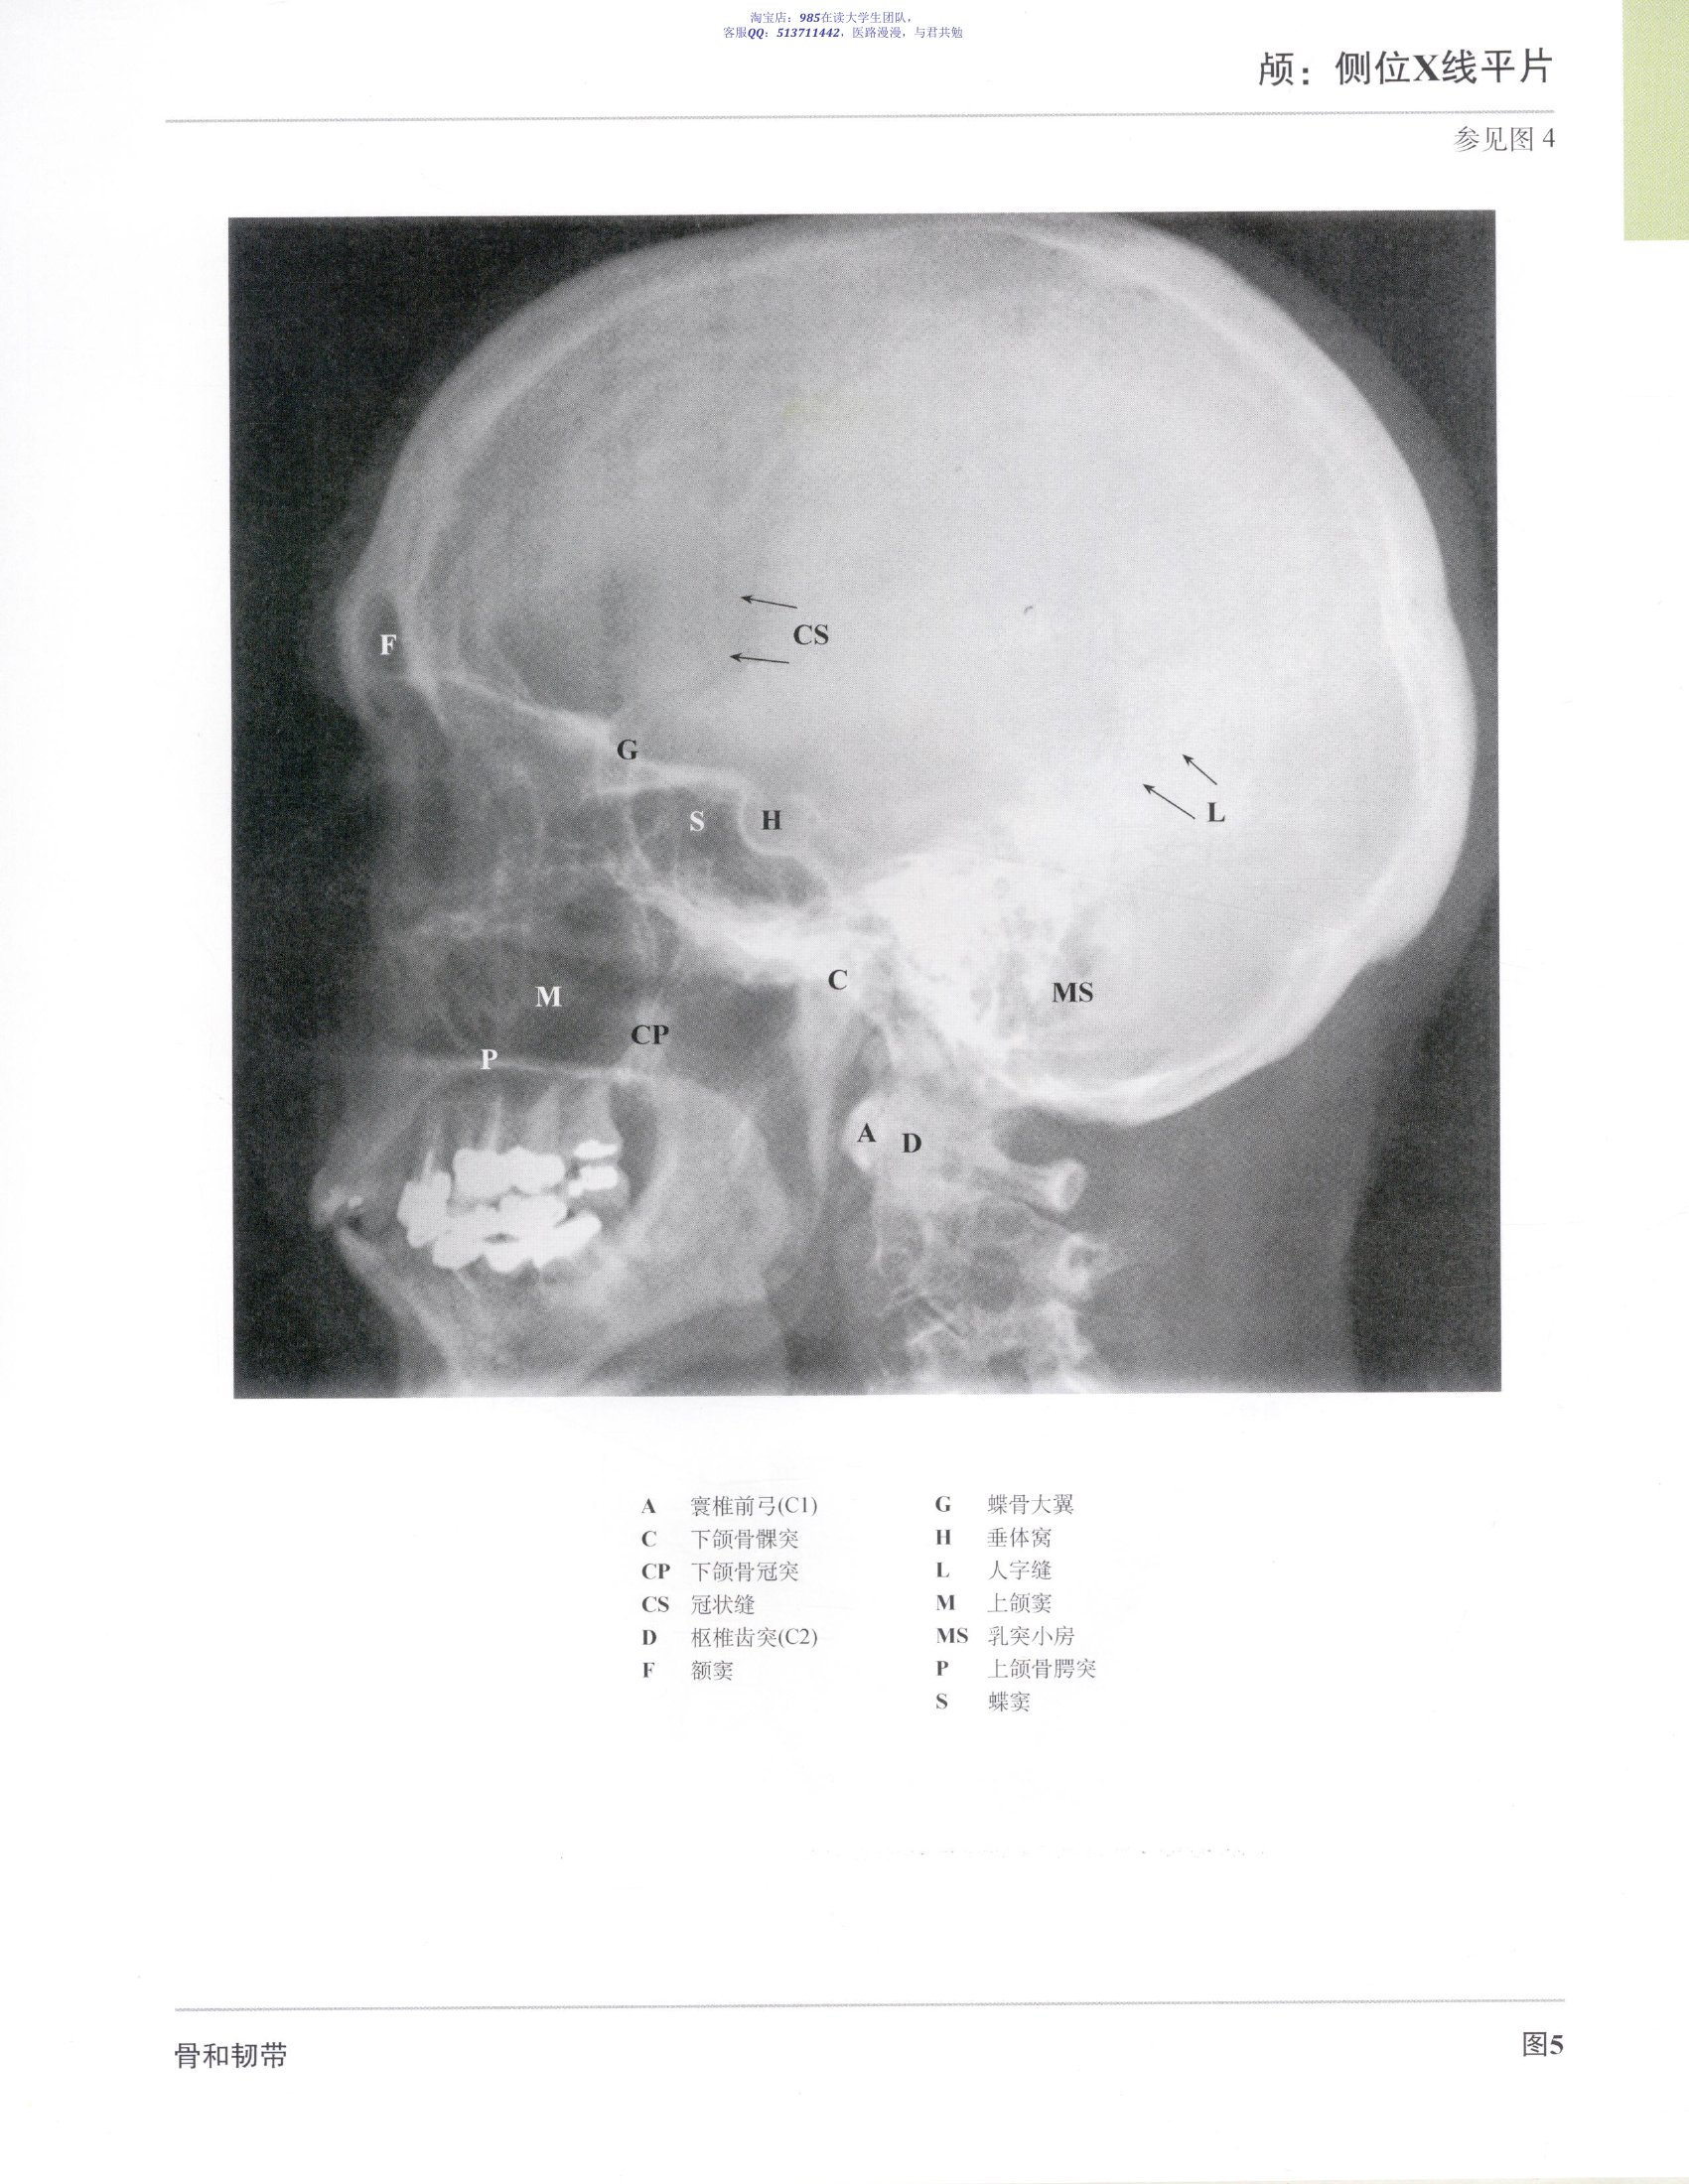 淘宝店：985在读大学生团队，
客服QQ：513711442，医路漫漫，与君共勉
颅：侧位X线平片
参见图 4
F
CS
G
S
H
L
C
MS
M
CP
P
A
D
A 寰椎前弓(C1)
C 下颌骨髁突
CP 下颌骨冠突
CS 冠状缝
D 枢椎齿突(C2)
F 额窦
G 蝶骨大翼
H 垂体窝
L 人字缝
M 上颌窦
MS 乳突小房
P 上颌骨腭突
S 蝶窦
骨和韧带
图5